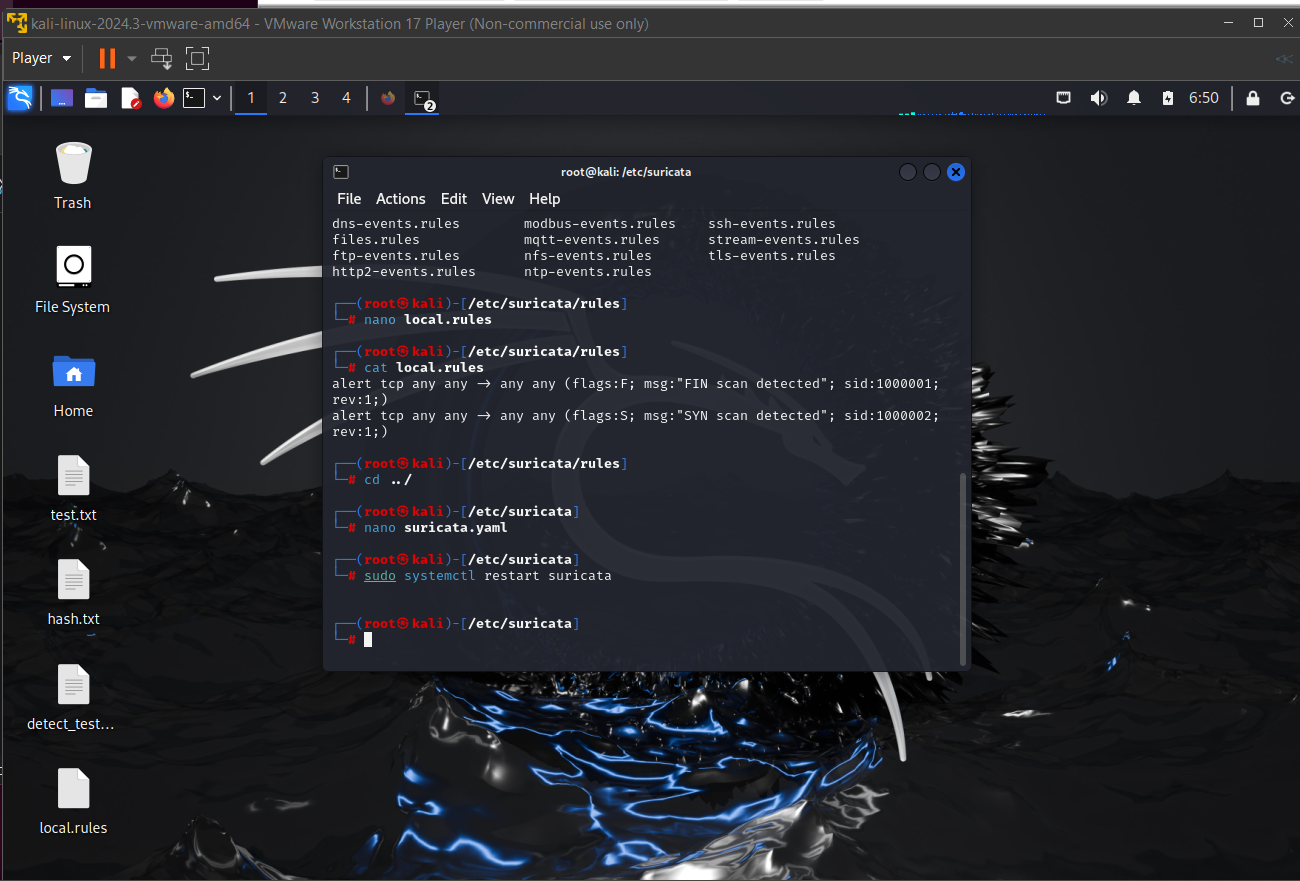 kali-linux-2024.3-vmware-amd64 - VMware Workstation 17 Player (Non-commercial use only)
Player
1 2 3 4 2 6:50
root@kali: /etc/suricata
File Actions Edit View Help
dns-events.rules modbus-events.rules ssh-events.rules
files.rules mqtt-events.rules stream-events.rules
ftp-events.rules nfs-events.rules tls-events.rules
http2-events.rules ntp-events.rules
┌──(root㉿kali)-[/etc/suricata/rules]
└─# nano local.rules
┌──(root㉿kali)-[/etc/suricata/rules]
└─# cat local.rules
alert tcp any any -> any any (flags:F; msg:"FIN scan detected"; sid:1000001;
rev:1;)
alert tcp any any -> any any (flags:S; msg:"SYN scan detected"; sid:1000002;
rev:1;)
┌──(root㉿kali)-[/etc/suricata/rules]
└─# cd ../
┌──(root㉿kali)-[/etc/suricata]
└─# nano suricata.yaml
┌──(root㉿kali)-[/etc/suricata]
└─# sudo systemctl restart suricata
┌──(root㉿kali)-[/etc/suricata]
└─#
Trash
File System
Home
test.txt
hash.txt
detect_test...
local.rules